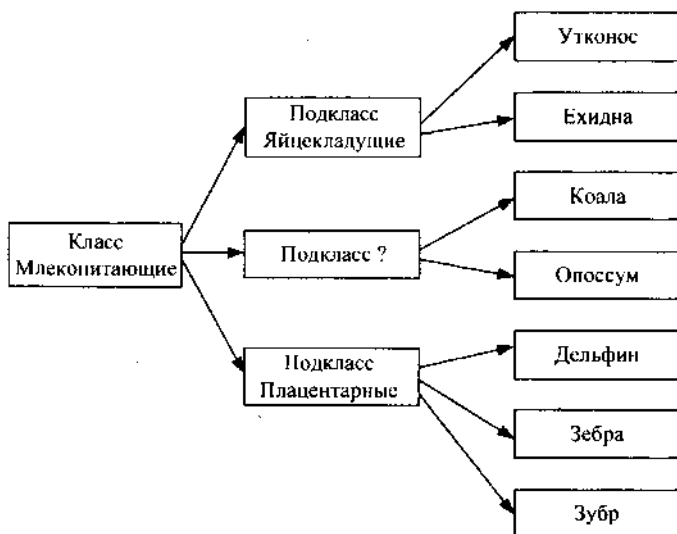 Утконос
Подкласс
Яйцекладущие
Ехидна
Коала
Класс
Млекопитающие
Подкласс ?
Опоссум
Подкласс
Плацентарные
Дельфин
Зебра
Зубр